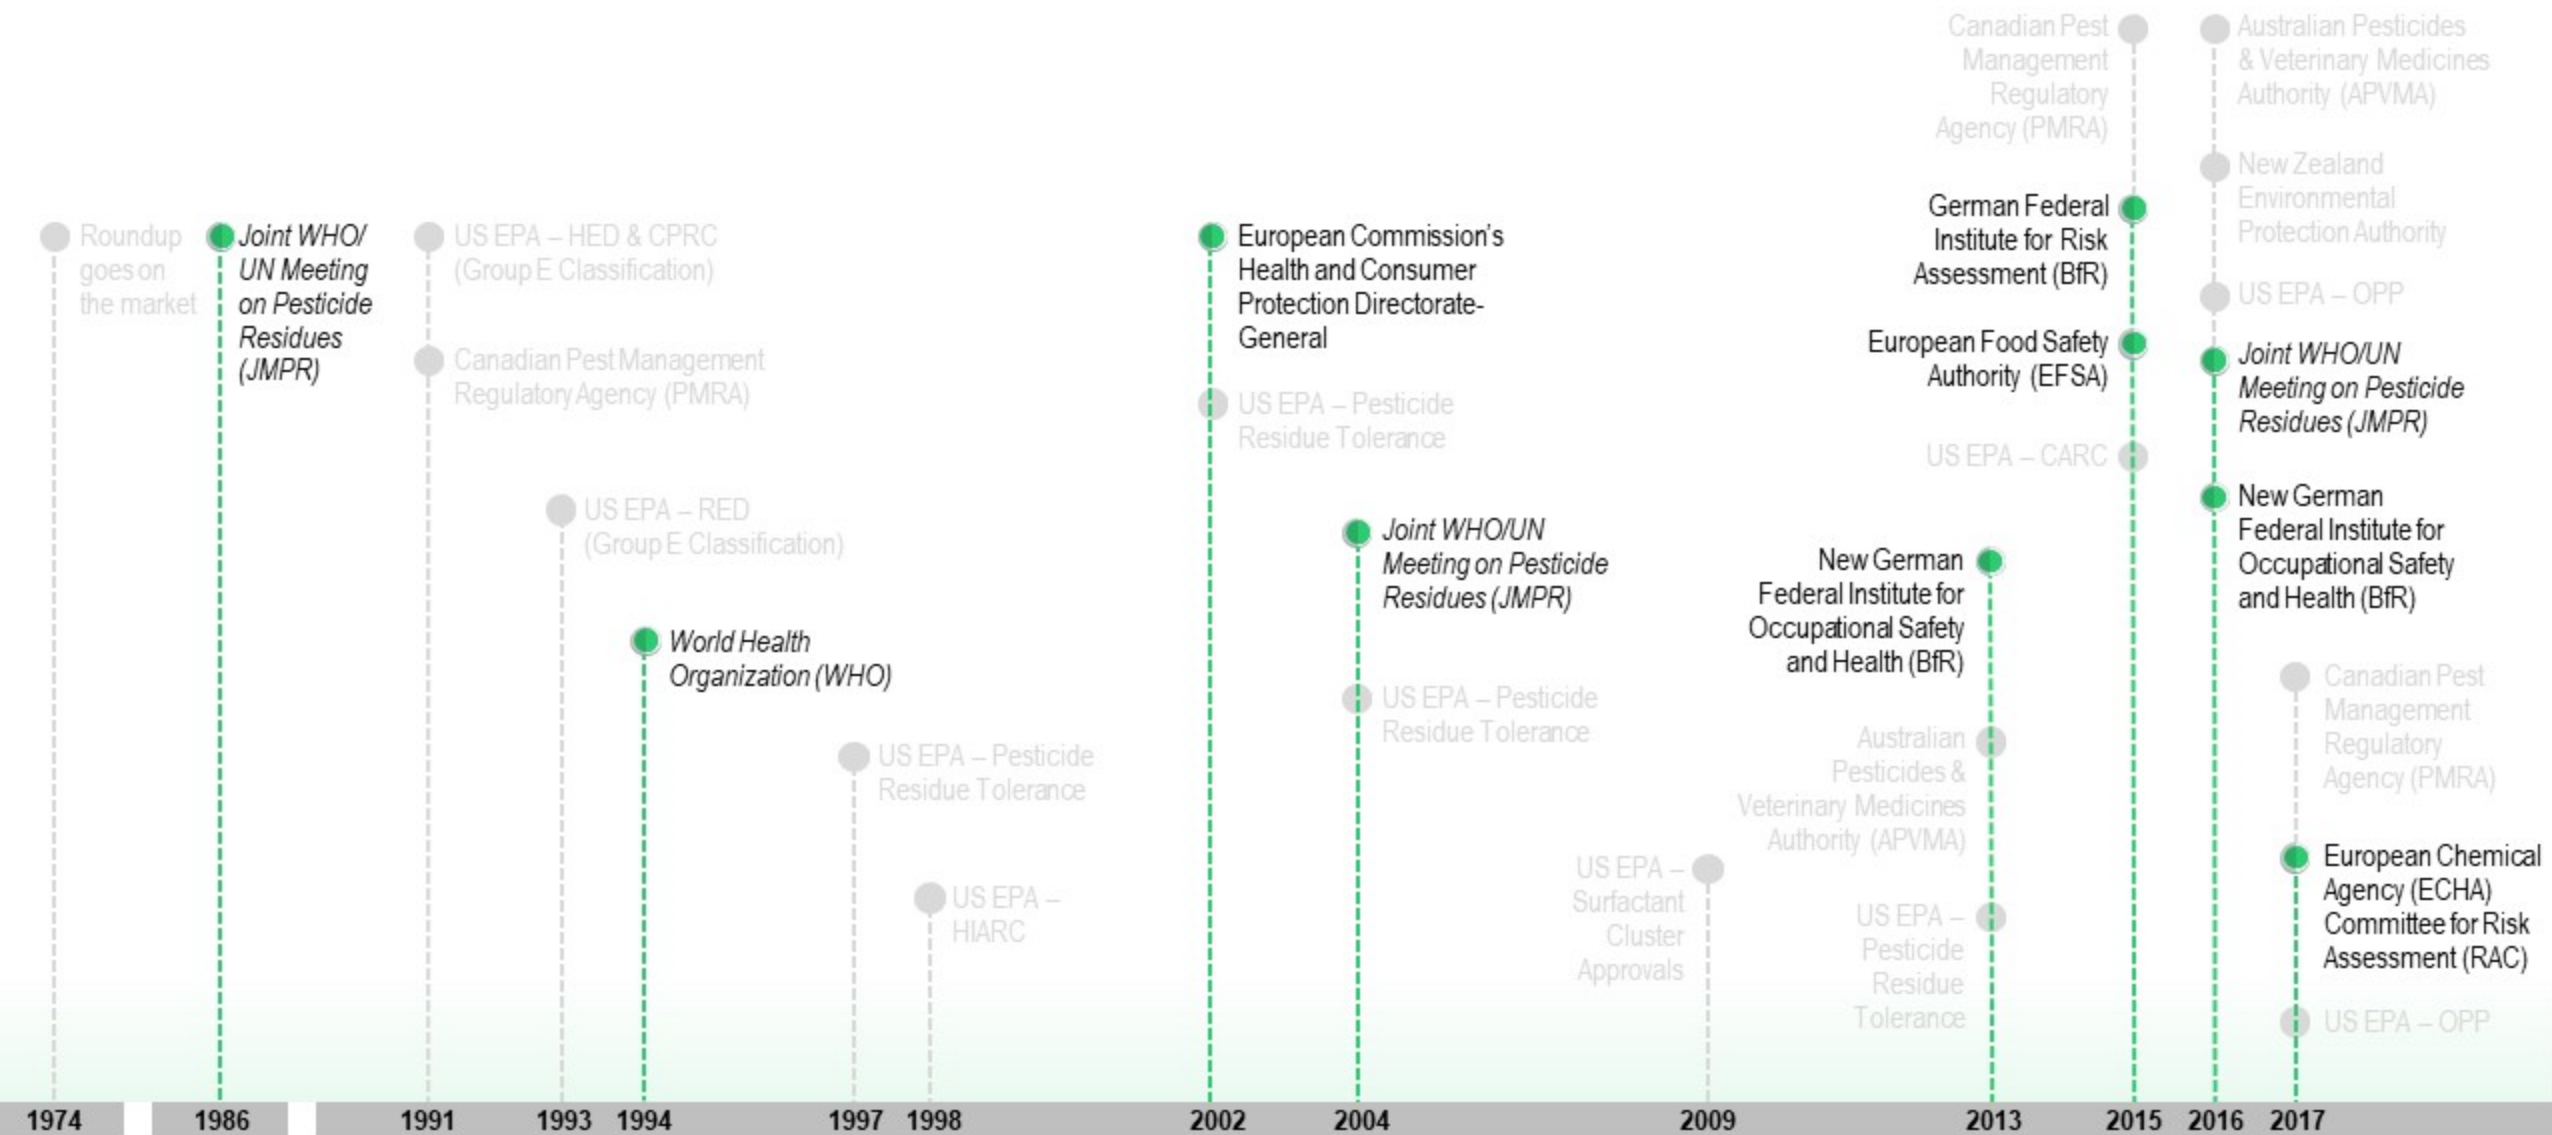 Roundup
goes on
the market
Joint WHO/
UN Meeting
on Pesticide
Residues
(JMPR)
US EPA – HED & CPRC
(Group E Classification)
Canadian Pest Management
Regulatory Agency (PMRA)
US EPA – RED
(Group E Classification)
World Health
Organization (WHO)
US EPA – Pesticide
Residue Tolerance
US EPA –
HIARC
European Commission's
Health and Consumer
Protection Directorate-
General
US EPA – Pesticide
Residue Tolerance
Joint WHO/UN
Meeting on Pesticide
Residues (JMPR)
US EPA – Pesticide
Residue Tolerance
US EPA –
Surfactant
Cluster
Approvals
New German
Federal Institute for
Occupational Safety
and Health (BfR)
Australian
Pesticides &
Veterinary Medicines
Authority (APVMA)
US EPA –
Pesticide
Residue
Tolerance
Canadian Pest
Management
Regulatory
Agency (PMRA)
German Federal
Institute for Risk
Assessment (BfR)
European Food Safety
Authority (EFSA)
US EPA – CARC
Australian Pesticides
& Veterinary Medicines
Authority (APVMA)
New Zealand
Environmental
Protection Authority
US EPA – OPP
Joint WHO/UN
Meeting on Pesticide
Residues (JMPR)
New German
Federal Institute for
Occupational Safety
and Health (BfR)
Canadian Pest
Management
Regulatory
Agency (PMRA)
European Chemical
Agency (ECHA)
Committee for Risk
Assessment (RAC)
US EPA – OPP
1974 1986 1991 1993 1994 1997 1998 2002 2004 2009 2013 2015 2016 2017